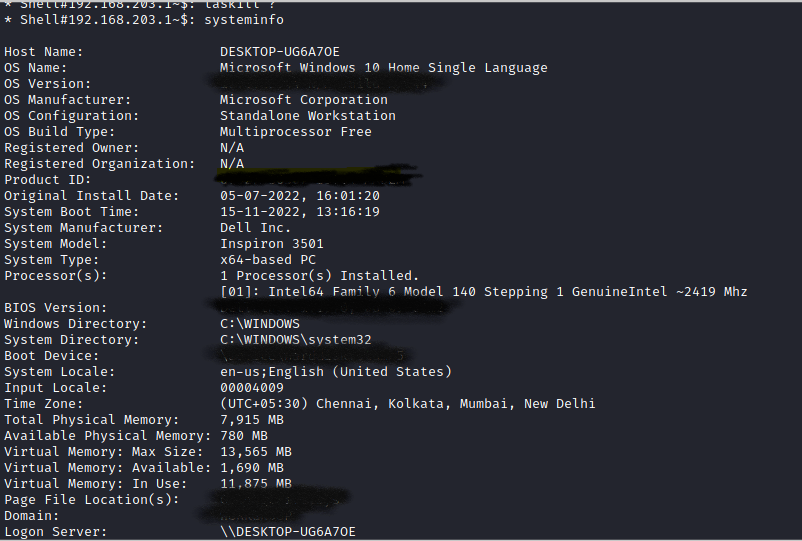 * Shell#192.168.203.1~$: taskill ?
* Shell#192.168.203.1~$: systeminfo
Host Name: DESKTOP-UG6A7OE
OS Name: Microsoft Windows 10 Home Single Language
OS Version:
OS Manufacturer: Microsoft Corporation
OS Configuration: Standalone Workstation
OS Build Type: Multiprocessor Free
Registered Owner: N/A
Registered Organization: N/A
Product ID:
Original Install Date: 05-07-2022, 16:01:20
System Boot Time: 15-11-2022, 13:16:19
System Manufacturer: Dell Inc.
System Model: Inspiron 3501
System Type: x64-based PC
Processor(s): 1 Processor(s) Installed.
[01]: Intel64 Family 6 Model 140 Stepping 1 GenuineIntel ~2419 Mhz
BIOS Version:
Windows Directory: C:\WINDOWS
System Directory: C:\WINDOWS\system32
Boot Device:
System Locale: en-us;English (United States)
Input Locale: 00004009
Time Zone: (UTC+05:30) Chennai, Kolkata, Mumbai, New Delhi
Total Physical Memory: 7,915 MB
Available Physical Memory: 780 MB
Virtual Memory: Max Size: 13,565 MB
Virtual Memory: Available: 1,690 MB
Virtual Memory: In Use: 11,875 MB
Page File Location(s):
Domain:
Logon Server: \\DESKTOP-UG6A7OE